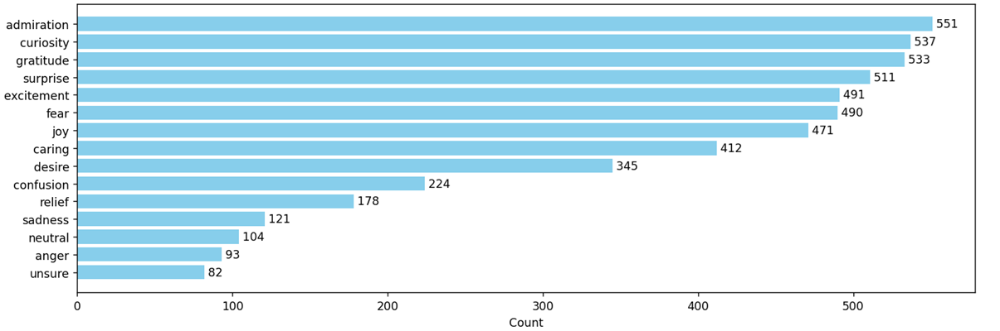 admiration 551
curiosity 537
gratitude 533
surprise 511
excitement 491
fear 490
joy 471
caring 412
desire 345
confusion 224
relief 178
sadness 121
neutral 104
anger 93
unsure 82
0 100 200 300 400 500
Count